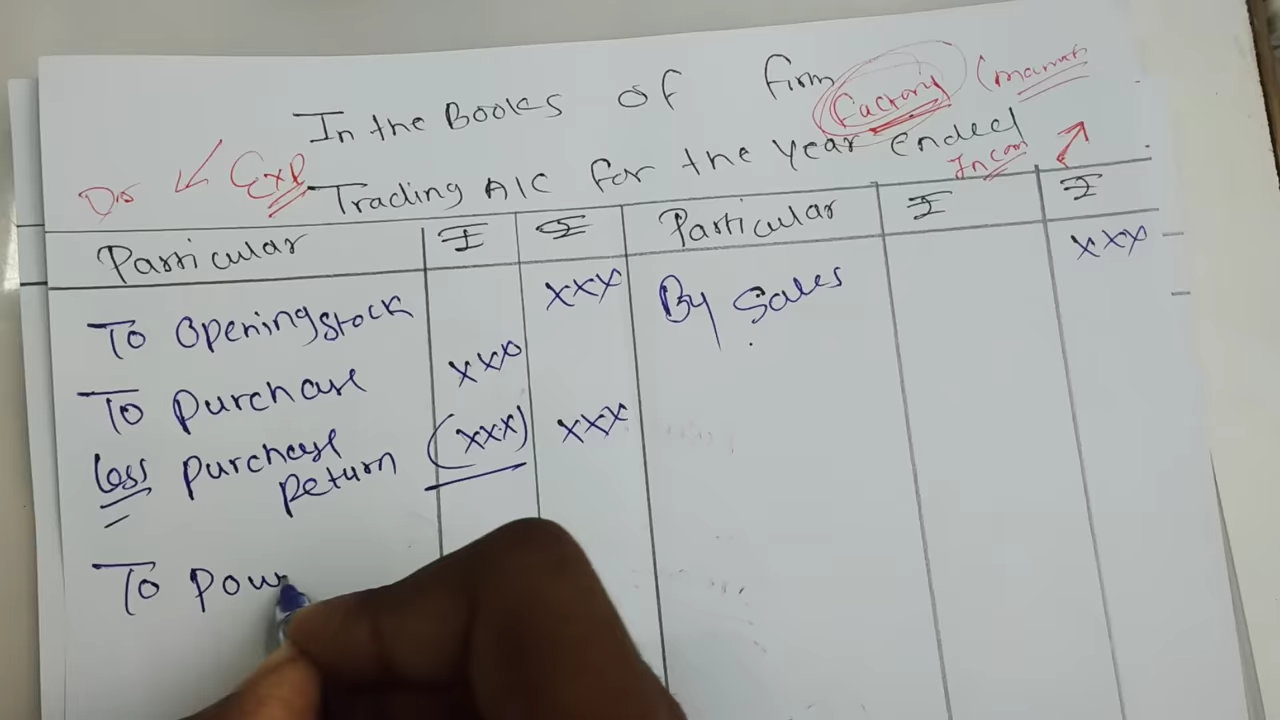 In the Books of firm
Factory (
Dr Exp Trading A/C for the year ended
Incom
Particular ₹ ₹ Particular ₹ ₹
To Opening stock xxx By Sales xxx
To purchase xxx
Less purchase return (xxx) xxx
To pow